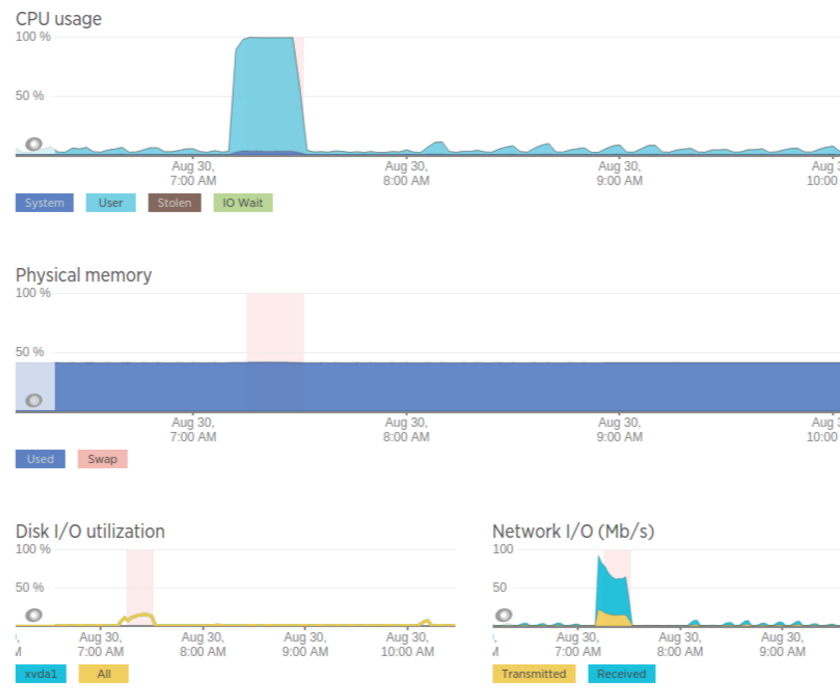 CPU usage
100 %
50 %
Aug 30,
7:00 AM
Aug 30,
8:00 AM
Aug 30,
9:00 AM
Aug 3
10:00
System User Stolen IO Wait
Physical memory
100 %
50 %
Aug 30,
7:00 AM
Aug 30,
8:00 AM
Aug 30,
9:00 AM
Aug 3
10:00
Used Swap
Disk I/O utilization
100 %
50 %
Aug 30,
7:00 AM
Aug 30,
8:00 AM
Aug 30,
9:00 AM
Aug 30,
10:00 AM
xvda1 All
Network I/O (Mb/s)
100
50
Aug 30,
7:00 AM
Aug 30,
8:00 AM
Aug 30,
9:00 AM
Transmitted Received